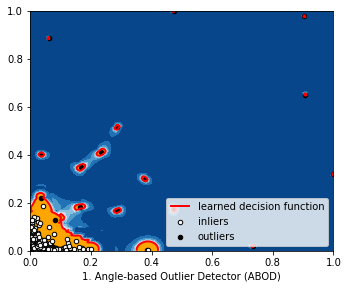 1.0
0.8
0.6
0.4
0.2
0.0
learned decision function
inliers
outliers
0.0 0.2 0.4 0.6 0.8 1.0
1. Angle-based Outlier Detector (ABOD)